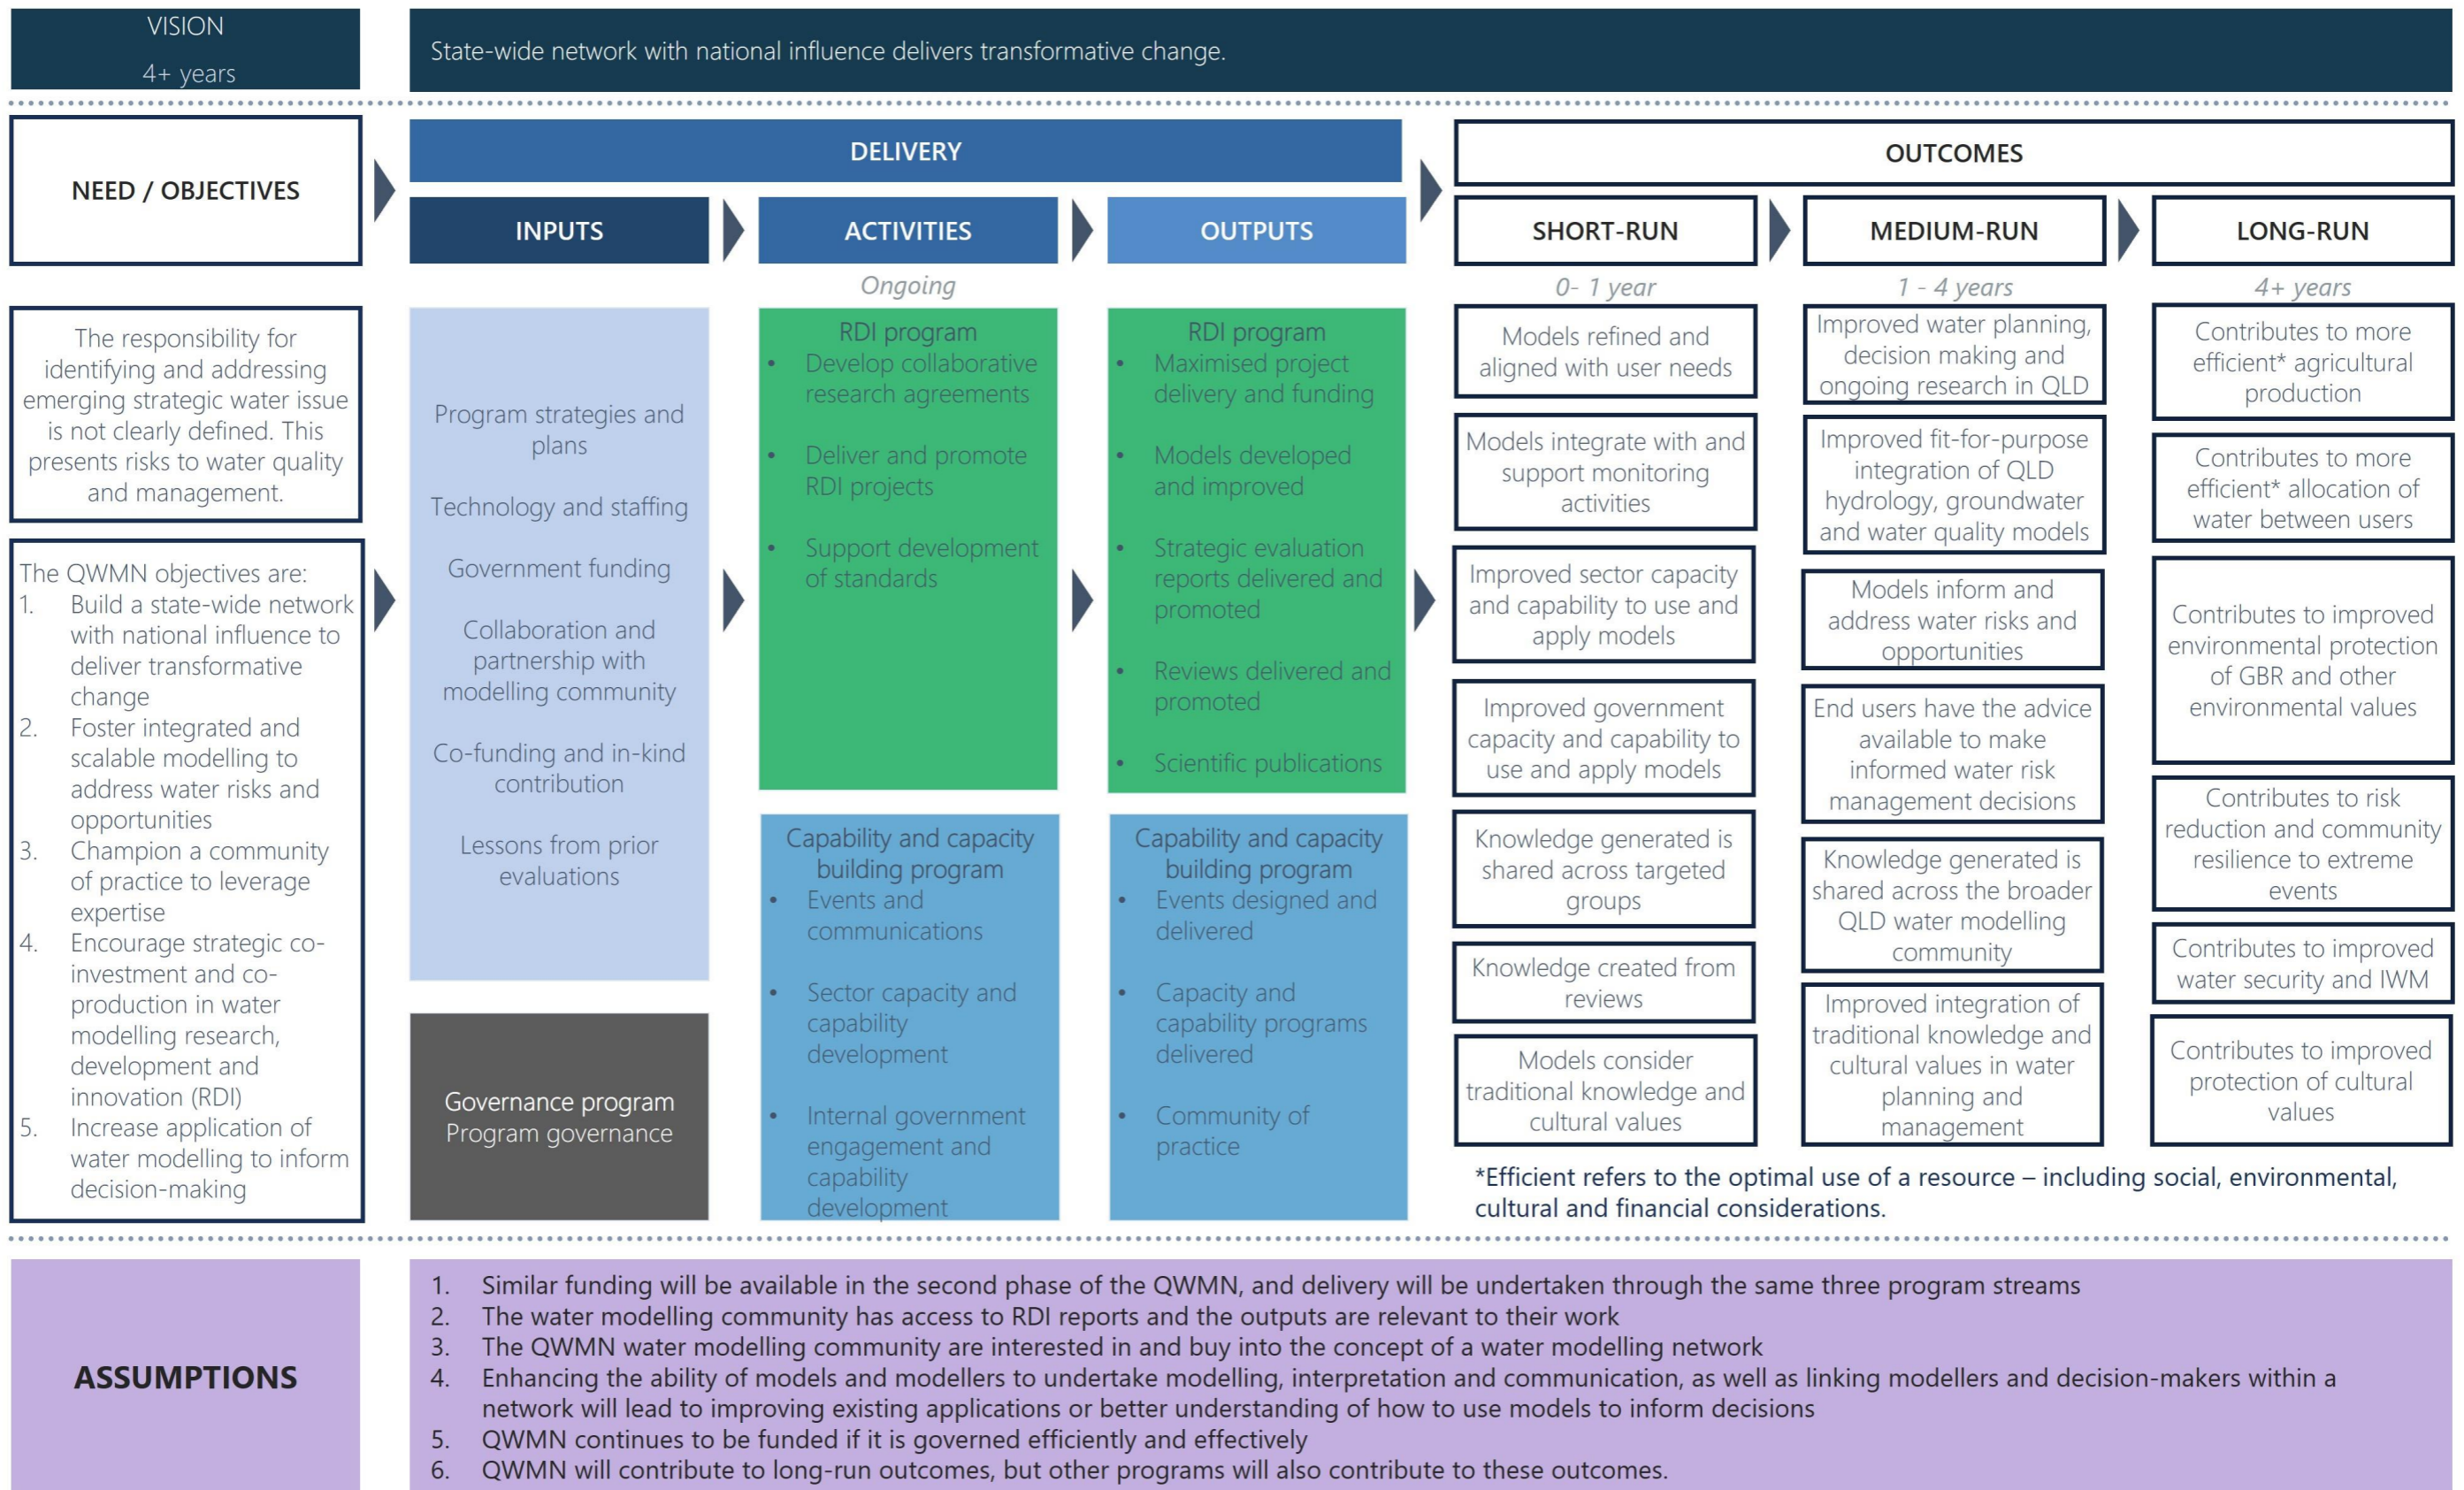 VISION
4+ years
State-wide network with national influence delivers transformative change.
NEED / OBJECTIVES
DELIVERY
OUTCOMES
INPUTS
ACTIVITIES
OUTPUTS
SHORT-RUN
MEDIUM-RUN
LONG-RUN
Ongoing
0- 1 year
1 - 4 years
4+ years
The responsibility for
identifying and addressing
emerging strategic water issue
is not clearly defined. This
presents risks to water quality
and management.
The QWMN objectives are:
1. Build a state-wide network
with national influence to
deliver transformative
change
2. Foster integrated and
scalable modelling to
address water risks and
opportunities
3. Champion a community
of practice to leverage
expertise
4. Encourage strategic co-
investment and co-
production in water
modelling research,
development and
innovation (RDI)
5. Increase application of
water modelling to inform
decision-making
Program strategies and
plans
Technology and staffing
Government funding
Collaboration and
partnership with
modelling community
Co-funding and in-kind
contribution
Lessons from prior
evaluations
Governance program
Program governance
RDI program
• Develop collaborative
research agreements
• Deliver and promote
RDI projects
• Support development
of standards
Capability and capacity
building program
• Events and
communications
• Sector capacity and
capability
development
• Internal government
engagement and
capability
development
RDI program
• Maximised project
delivery and funding
• Models developed
and improved
• Strategic evaluation
reports delivered and
promoted
• Reviews delivered and
promoted
• Scientific publications
Capability and capacity
building program
• Events designed and
delivered
• Capacity and
capability programs
delivered
• Community of
practice
Models refined and
aligned with user needs
Models integrate with and
support monitoring
activities
Improved sector capacity
and capability to use and
apply models
Improved government
capacity and capability to
use and apply models
Knowledge generated is
shared across targeted
groups
Knowledge created from
reviews
Models consider
traditional knowledge and
cultural values
Improved water planning,
decision making and
ongoing research in QLD
Improved fit-for-purpose
integration of QLD
hydrology, groundwater
and water quality models
Models inform and
address water risks and
opportunities
End users have the advice
available to make
informed water risk
management decisions
Knowledge generated is
shared across the broader
QLD water modelling
community
Improved integration of
traditional knowledge and
cultural values in water
planning and
management
Contributes to more
efficient* agricultural
production
Contributes to more
efficient* allocation of
water between users
Contributes to improved
environmental protection
of GBR and other
environmental values
Contributes to risk
reduction and community
resilience to extreme
events
Contributes to improved
water security and IWM
Contributes to improved
protection of cultural
values
*Efficient refers to the optimal use of a resource – including social, environmental,
cultural and financial considerations.
ASSUMPTIONS
1. Similar funding will be available in the second phase of the QWMN, and delivery will be undertaken through the same three program streams
2. The water modelling community has access to RDI reports and the outputs are relevant to their work
3. The QWMN water modelling community are interested in and buy into the concept of a water modelling network
4. Enhancing the ability of models and modellers to undertake modelling, interpretation and communication, as well as linking modellers and decision-makers within a
network will lead to improving existing applications or better understanding of how to use models to inform decisions
5. QWMN continues to be funded if it is governed efficiently and effectively
6. QWMN will contribute to long-run outcomes, but other programs will also contribute to these outcomes.